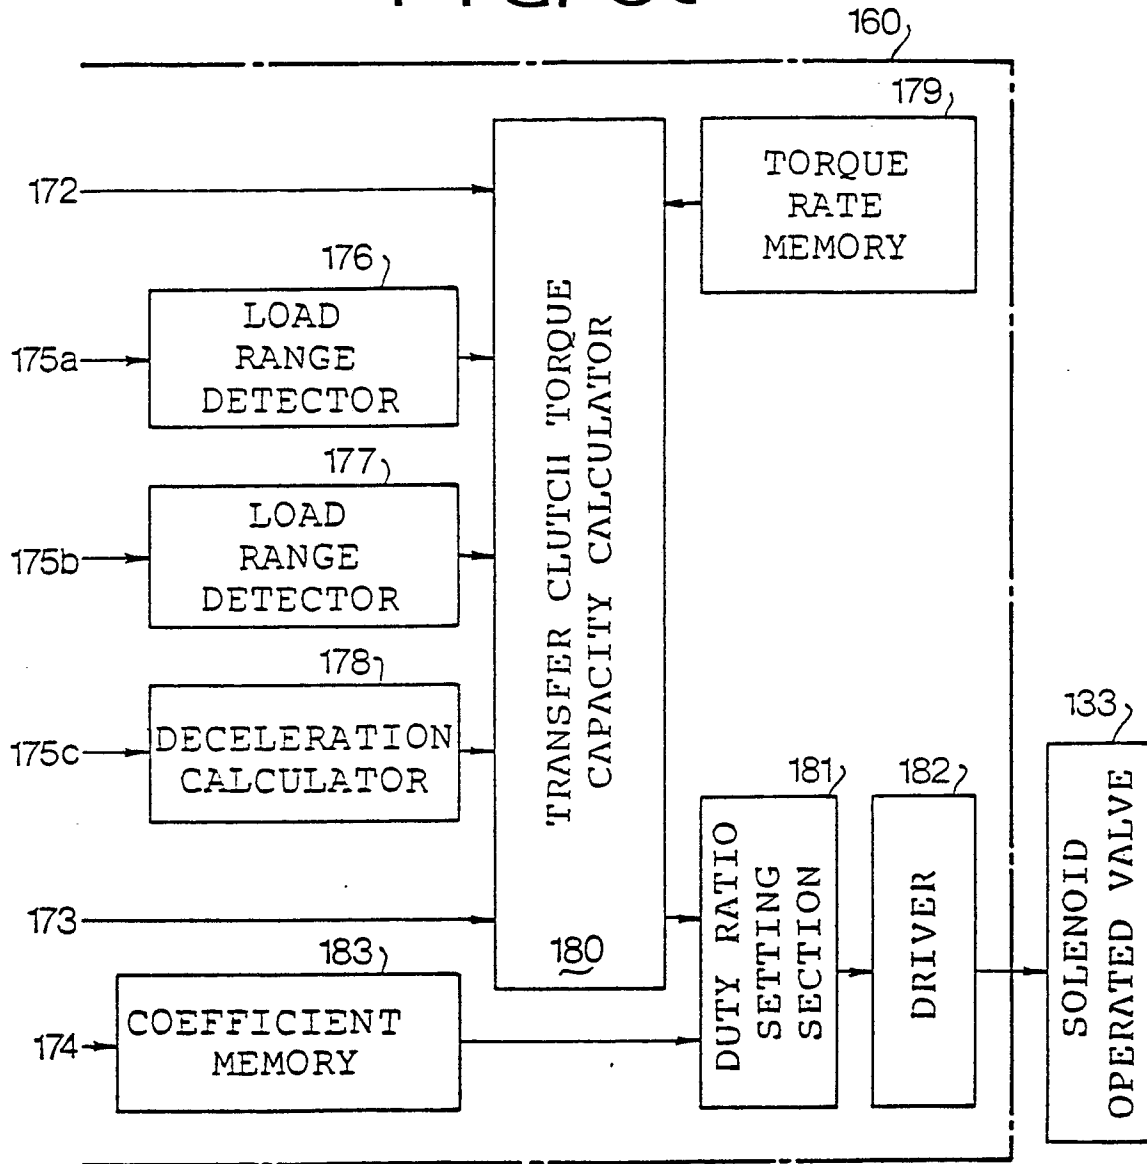 160
179
TORQUE
RATE
MEMORY
172
176
LOAD
RANGE
DETECTOR
175a
177
LOAD
RANGE
DETECTOR
175b
178
DECELERATION
CALCULATOR
175c
TRANSFER CLUTCH TORQUE
CAPACITY CALCULATOR
180
173
183
COEFFICIENT
MEMORY
174
181
DUTY RATIO
SETTING
SECTION
182
DRIVER
133
SOLENOID
OPERATED VALVE